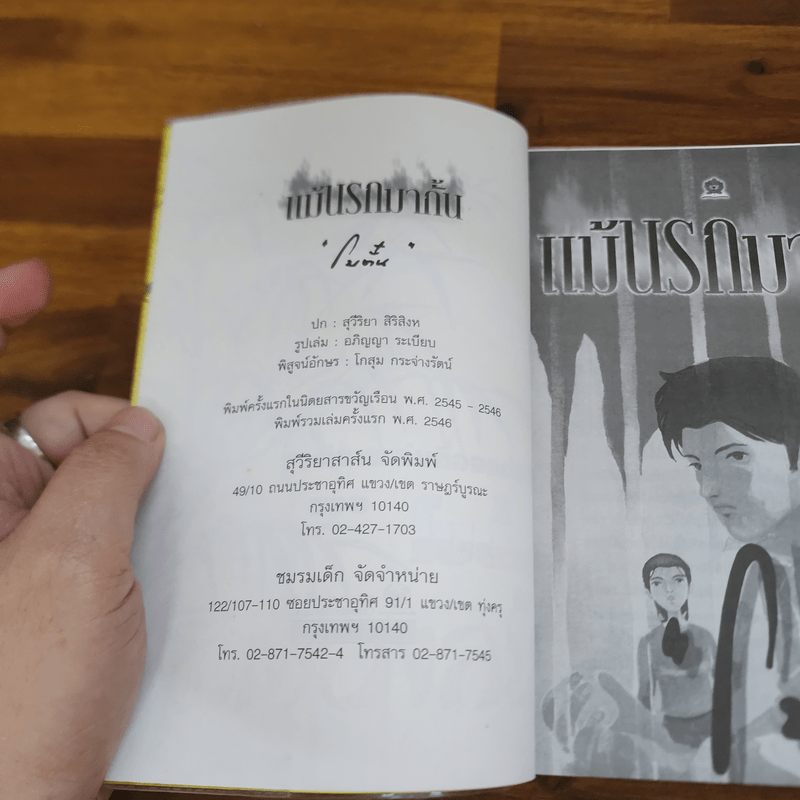 แม้นรกมากั้น
"โบตั๋น"
ปก : สุวีริยา สิริสิงห
รูปเล่ม : อภิญญา ระเบียบ
พิสูจน์อักษร : โกสุม กระจ่างรัตน์
พิมพ์ครั้งแรกในนิตยสารขวัญเรือน พ.ศ. 2545 - 2546
พิมพ์รวมเล่มครั้งแรก พ.ศ. 2546
สุวีริยาสาส์น จัดพิมพ์
49/10 ถนนประชาอุทิศ แขวง/เขต ราษฎร์บูรณะ
กรุงเทพฯ 10140
โทร. 02-427-1703
ชมรมเด็ก จัดจำหน่าย
122/107-110 ซอยประชาอุทิศ 91/1 แขวง/เขต ทุ่งครุ
กรุงเทพฯ 10140
โทร. 02-871-7542-4 โทรสาร 02-871-7545
แม้นรกมา